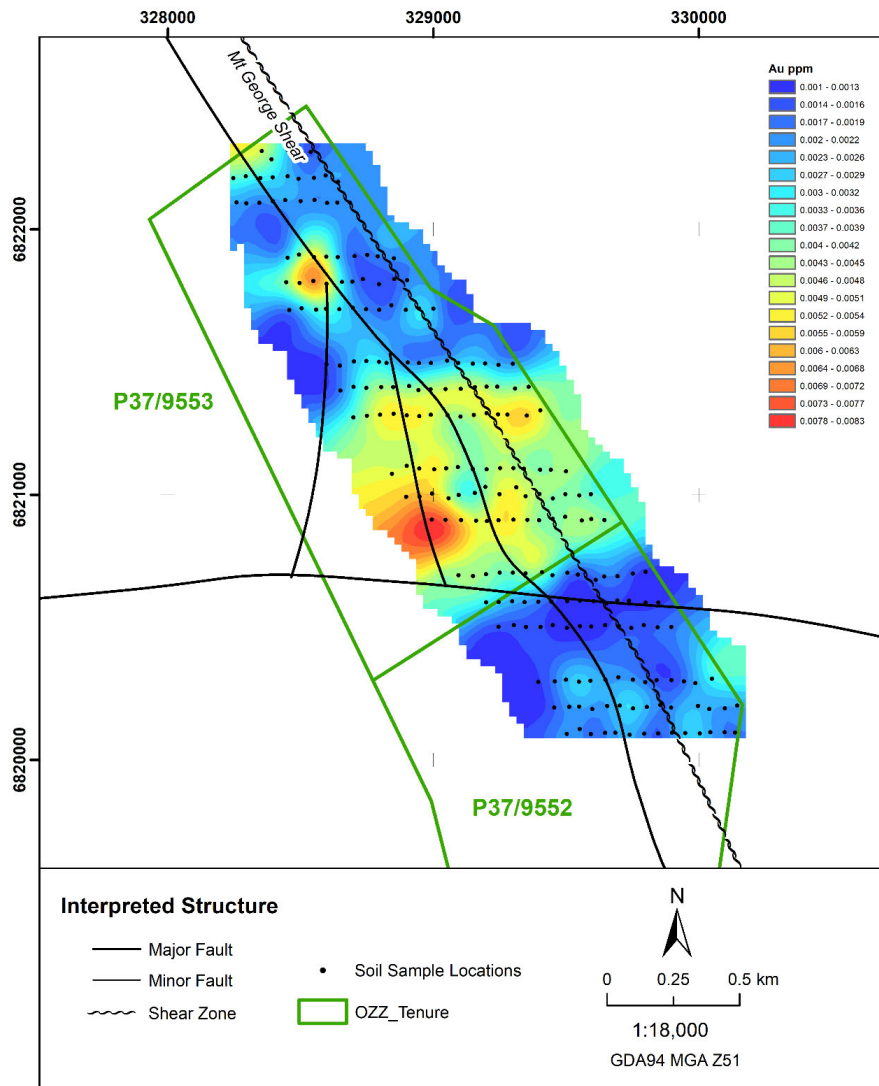 328000
329000
330000
Mt George Shear
Au ppm
0.001 - 0.0013
0.0014 - 0.0016
0.0017 - 0.0019
0.002 - 0.0022
0.0023 - 0.0026
0.0027 - 0.0029
0.003 - 0.0032
0.0033 - 0.0036
0.0037 - 0.0039
0.004 - 0.0042
0.0043 - 0.0045
0.0046 - 0.0048
0.0049 - 0.0051
0.0052 - 0.0054
0.0055 - 0.0059
0.006 - 0.0063
0.0064 - 0.0068
0.0069 - 0.0072
0.0073 - 0.0077
0.0078 - 0.0083
6822000
P37/9553
6821000
6820000
P37/9552
Interpreted Structure
Major Fault
Minor Fault
Shear Zone
Soil Sample Locations
OZZ_Tenure
N
0 0.25 0.5 km
1:18,000
GDA94 MGA Z51